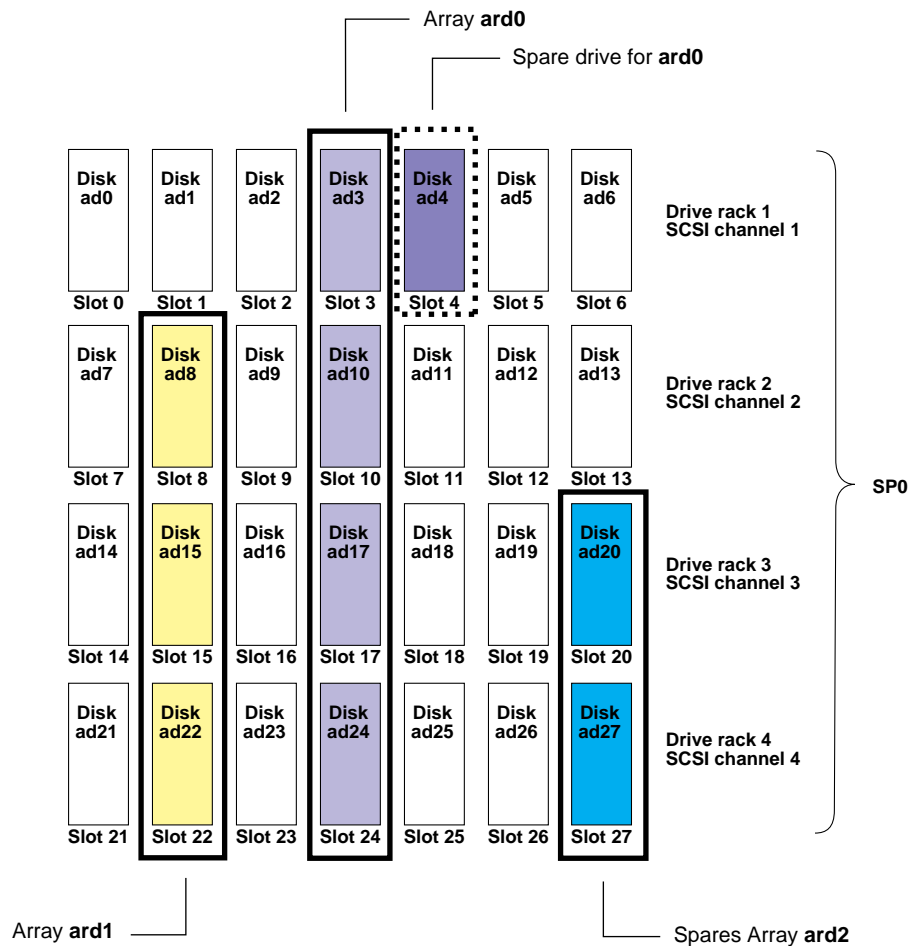 Array ard0
Spare drive for ard0
Disk ad0
Disk ad1
Disk ad2
Disk ad3
Disk ad4
Disk ad5
Disk ad6
Drive rack 1
SCSI channel 1
Slot 0
Slot 1
Slot 2
Slot 3
Slot 4
Slot 5
Slot 6
Disk ad7
Disk ad8
Disk ad9
Disk ad10
Disk ad11
Disk ad12
Disk ad13
Drive rack 2
SCSI channel 2
Slot 7
Slot 8
Slot 9
Slot 10
Slot 11
Slot 12
Slot 13
SP0
Disk ad14
Disk ad15
Disk ad16
Disk ad17
Disk ad18
Disk ad19
Disk ad20
Drive rack 3
SCSI channel 3
Slot 14
Slot 15
Slot 16
Slot 17
Slot 18
Slot 19
Slot 20
Disk ad21
Disk ad22
Disk ad23
Disk ad24
Disk ad25
Disk ad26
Disk ad27
Drive rack 4
SCSI channel 4
Slot 21
Slot 22
Slot 23
Slot 24
Slot 25
Slot 26
Slot 27
Array ard1
Spares Array ard2